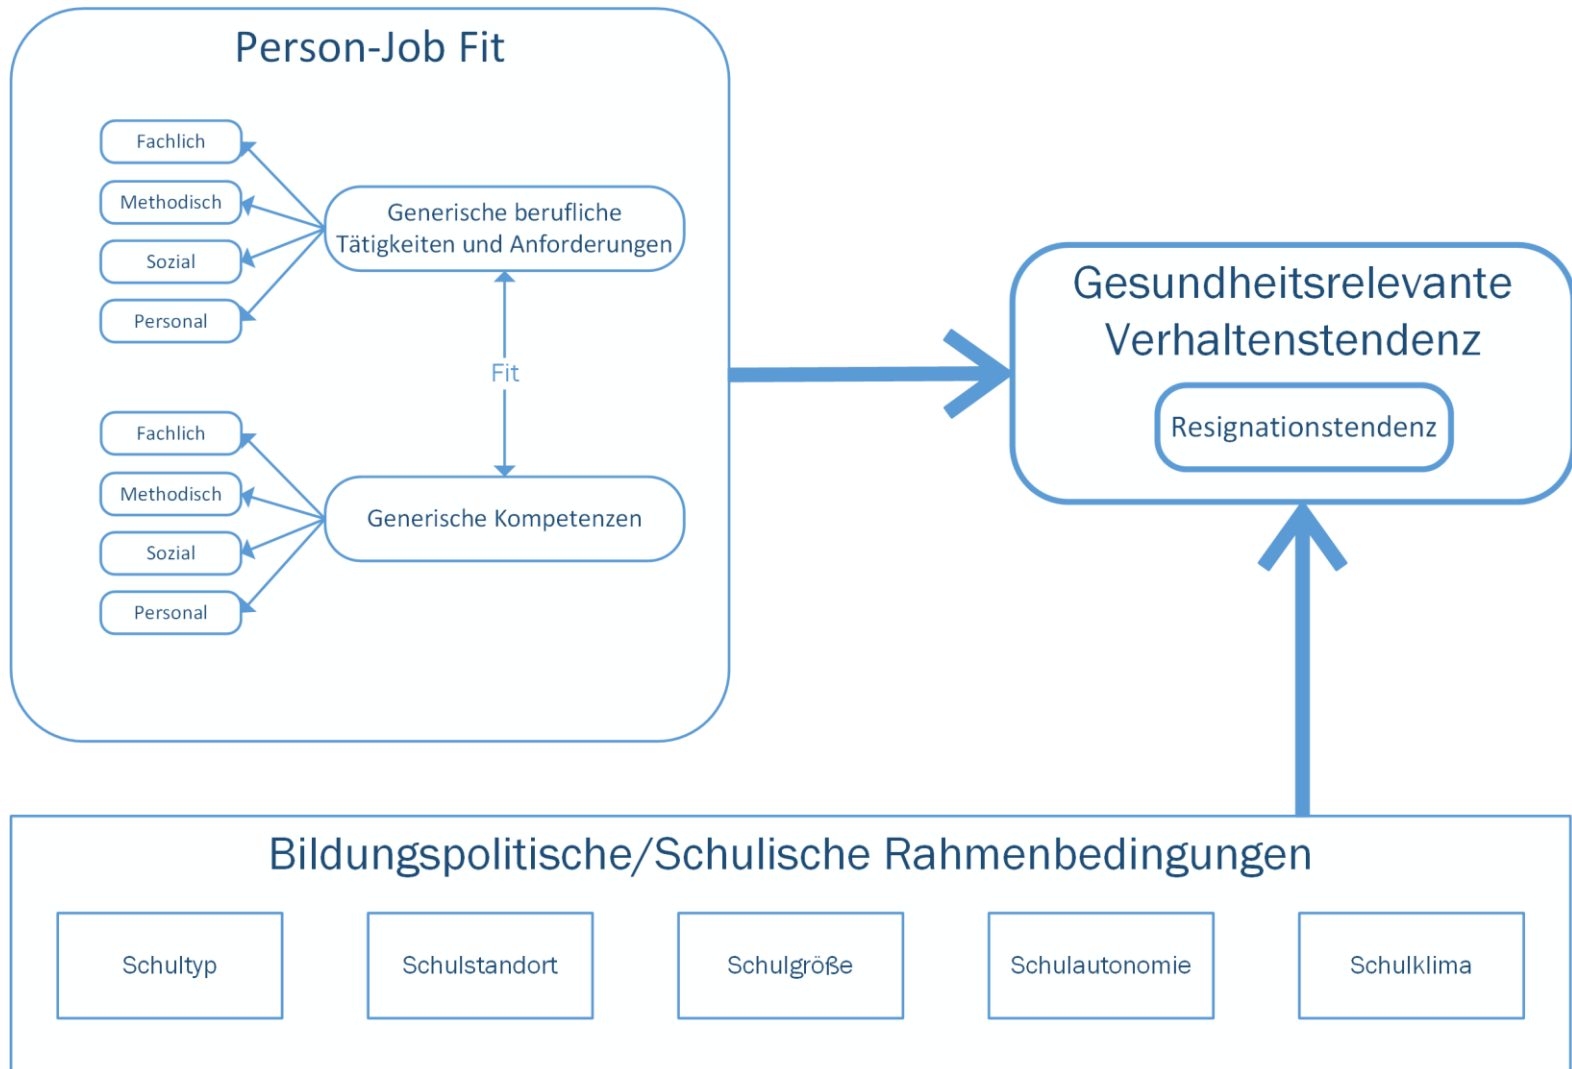 Person-Job Fit
Fachlich
Methodisch
Sozial
Personal
Generische berufliche
Tätigkeiten und Anforderungen
Fit
Fachlich
Methodisch
Sozial
Personal
Generische Kompetenzen
Gesundheitsrelevante
Verhaltenstendenz
Resignationstendenz
Bildungspolitische/Schulische Rahmenbedingungen
Schultyp
Schulstandort
Schulgröße
Schulautonomie
Schulklima